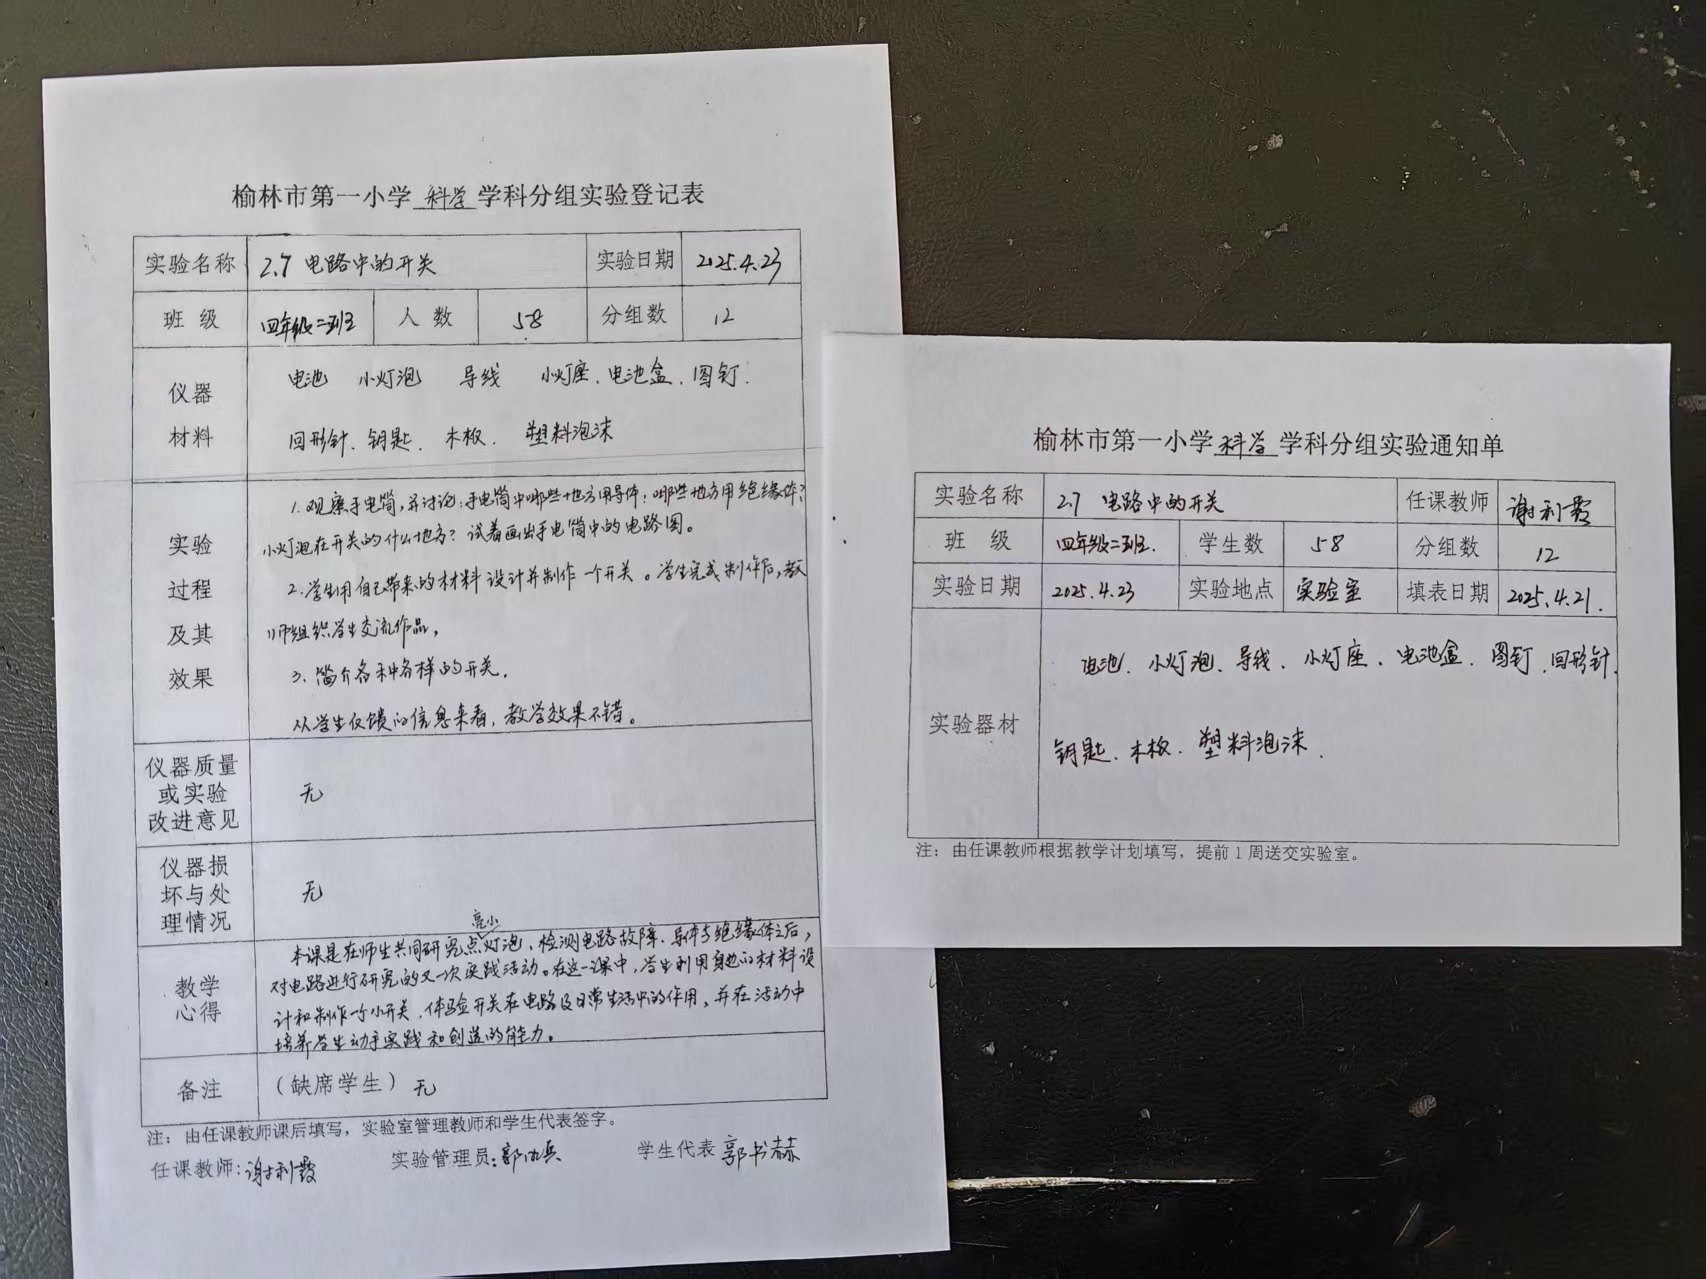 榆林市第一小学 科学 学科分组实验登记表
实验名称 2.7 电路中的开关 实验日期 2025.4.23
班级 四年级二班 人数 58 分组数 12
仪器材料
电池 小灯泡 导线 小灯座、电池盒、图钉.
回形针、钥匙、木板、塑料泡沫
实验过程及其效果
1.观察手电筒,并讨论:手电筒中哪些地方用导体?哪些地方用绝缘体?
小灯泡在开关的什么地方?试着画出手电筒中的电路图。
2.学生用自己带来的材料设计并制作一个开关。学生完成制作后,教
师组织学生交流作品。
3.简介各种各样的开关.
从学生反馈的信息来看,教学效果不错。
仪器质量或实验改进意见 无
仪器损坏与处理情况 无
教学心得
本课是在师生共同研究点亮小灯泡、检测电路故障、导体与绝缘体之后,
对电路进行研究的又一次实践活动。在这一课中,学生利用身边的材料设
计和制作一个小开关,体验开关在电路及日常生活中的作用,并在活动中
培养学生动手实践和创造的能力。
备注 (缺席学生) 无
注:由任课教师课后填写,实验室管理教师和学生代表签字。
任课教师:谢利霞 实验管理员:郭 兵 学生代表 郭书赫
榆林市第一小学 科学 学科分组实验通知单
实验名称 2.7 电路中的开关 任课教师 谢利霞
班级 四年级二班. 学生数 58 分组数 12
实验日期 2025.4.23 实验地点 实验室 填表日期 2025.4.21.
实验器材
电池、小灯泡、导线、小灯座、电池盒、图钉、回形针.
钥匙、木板、塑料泡沫.
注:由任课教师根据教学计划填写,提前1周送交实验室。